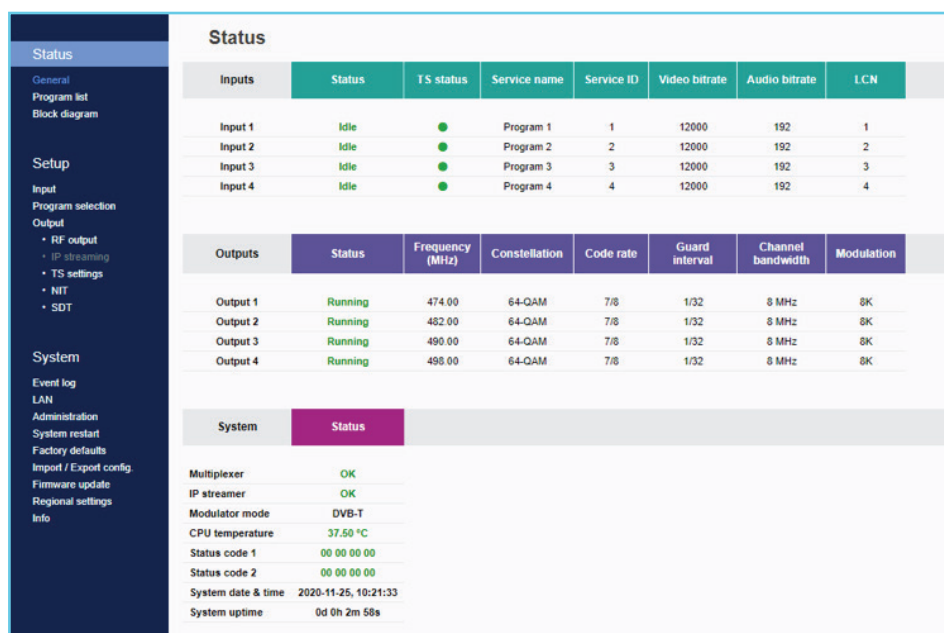 Status
General
Program list
Block diagram
Setup
Input
Program selection
Output
• RF output
• IP streaming
• TS settings
• NIT
• SDT
System
Event log
LAN
Administration
System restart
Factory defaults
Import / Export config.
Firmware update
Regional settings
Info
Status
Inputs Status TS status Service name Service ID Video bitrate Audio bitrate LCN
Input 1 Idle Program 1 1 12000 192 1
Input 2 Idle Program 2 2 12000 192 2
Input 3 Idle Program 3 3 12000 192 3
Input 4 Idle Program 4 4 12000 192 4
Outputs Status Frequency (MHz) Constellation Code rate Guard interval Channel bandwidth Modulation
Output 1 Running 474.00 64-QAM 7/8 1/32 8 MHz 8K
Output 2 Running 482.00 64-QAM 7/8 1/32 8 MHz 8K
Output 3 Running 490.00 64-QAM 7/8 1/32 8 MHz 8K
Output 4 Running 498.00 64-QAM 7/8 1/32 8 MHz 8K
System Status
Multiplexer OK
IP streamer OK
Modulator mode DVB-T
CPU temperature 37.50 °C
Status code 1 00 00 00 00
Status code 2 00 00 00 00
System date & time 2020-11-25, 10:21:33
System uptime 0d 0h 2m 58s